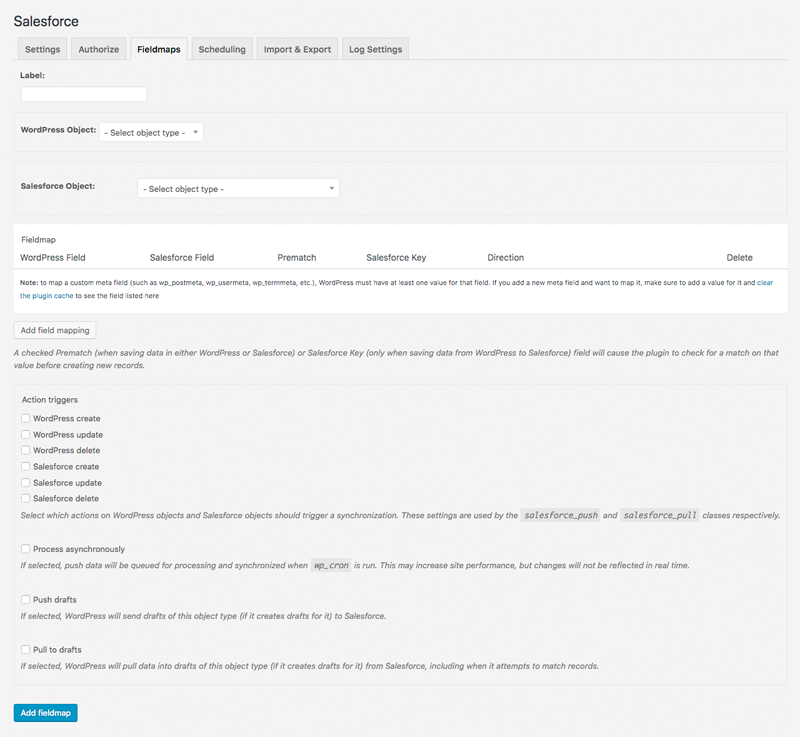 Salesforce
Settings Authorize Fieldmaps Scheduling Import & Export Log Settings
Label:
WordPress Object: - Select object type -
Salesforce Object: - Select object type -
Fieldmap
WordPress Field Salesforce Field Prematch Salesforce Key Direction Delete
Note: to map a custom meta field (such as wp_postmeta, wp_usermeta, wp_termmeta, etc.), WordPress must have at least one value for that field. If you add a new meta field and want to map it, make sure to add a value for it and clear
the plugin cache to see the field listed here
Add field mapping
A checked Prematch (when saving data in either WordPress or Salesforce) or Salesforce Key (only when saving data from WordPress to Salesforce) field will cause the plugin to check for a match on that
value before creating new records.
Action triggers
WordPress create
WordPress update
WordPress delete
Salesforce create
Salesforce update
Salesforce delete
Select which actions on WordPress objects and Salesforce objects should trigger a synchronization. These settings are used by the salesforce_push and salesforce_pull classes respectively.
Process asynchronously
If selected, push data will be queued for processing and synchronized when wp_cron is run. This may increase site performance, but changes will not be reflected in real time.
Push drafts
If selected, WordPress will send drafts of this object type (if it creates drafts for it) to Salesforce.
Pull to drafts
If selected, WordPress will pull data into drafts of this object type (if it creates drafts for it) from Salesforce, including when it attempts to match records.
Add fieldmap